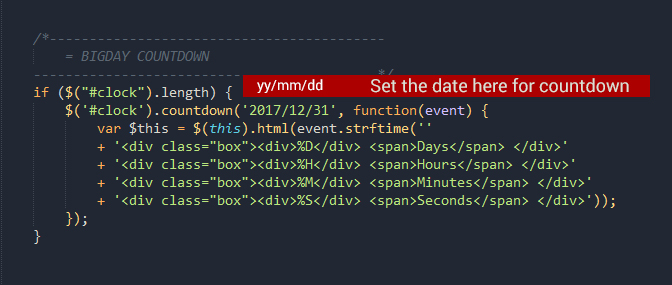 /*------------------------------------------
= BIGDAY COUNTDOWN
-------------------------------------------*/
yy/mm/dd Set the date here for countdown
if ($("#clock").length) {
$('#clock').countdown('2017/12/31', function(event) {
var $this = $(this).html(event.strftime(''
+ '<div class="box"><div>%D</div> <span>Days</span> </div>'
+ '<div class="box"><div>%H</div> <span>Hours</span> </div>'
+ '<div class="box"><div>%M</div> <span>Minutes</span> </div>'
+ '<div class="box"><div>%S</div> <span>Seconds</span> </div>'));
});
}